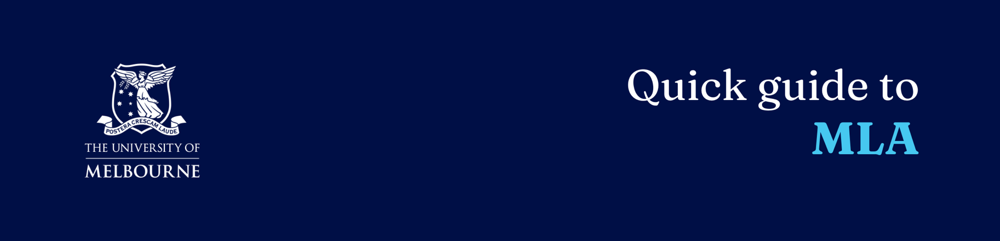 POSTERA CRESCAM LAUDE
THE UNIVERSITY OF
MELBOURNE
Quick guide to
MLA